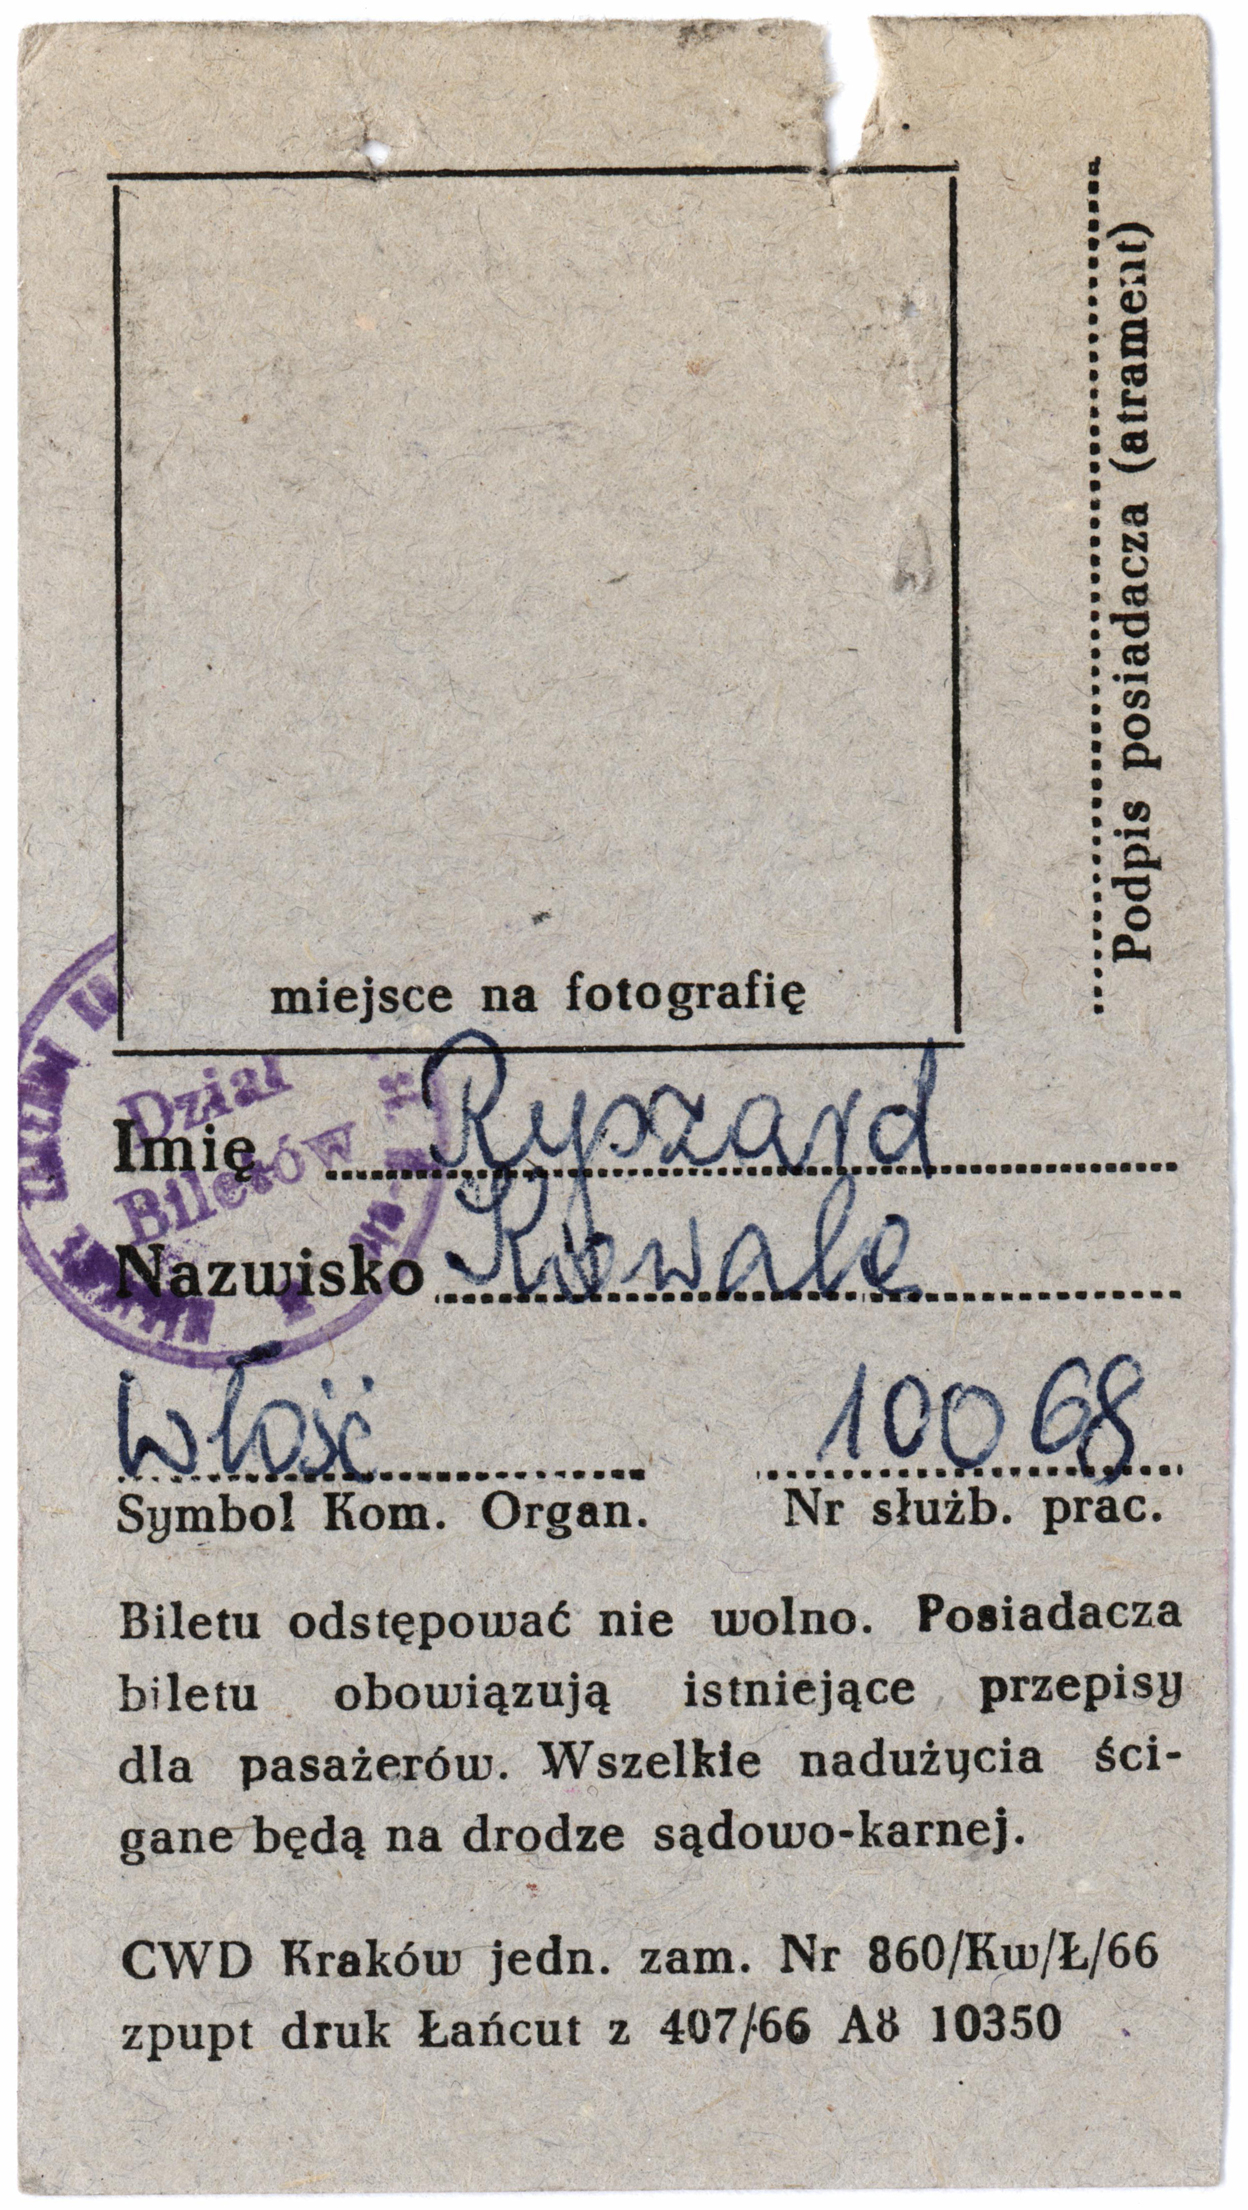 Podpis posiadacza (atrament)
miejsce na fotografię
Dział
Biletów
Imię Ryszard
Nazwisko Kowale
Włość 10068
Symbol Kom. Organ. Nr służb. prac.
Biletu odstępować nie wolno. Posiadacza
biletu obowiązują istniejące przepisy
dla pasażerów. Wszelkie nadużycia ści-
gane będą na drodze sądowo-karnej.
CWD Kraków jedn. zam. Nr 860/Kw/Ł/66
zpupt druk Łańcut z 407/66 A8 10350